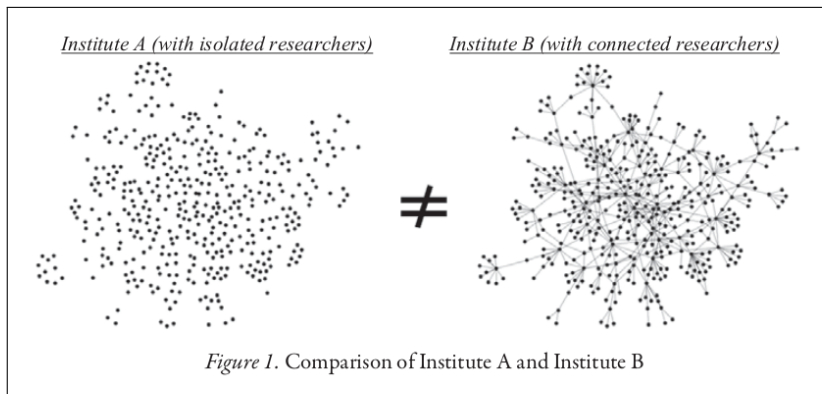 Institute A (with isolated researchers)
Institute B (with connected researchers)
≠
Figure 1. Comparison of Institute A and Institute B